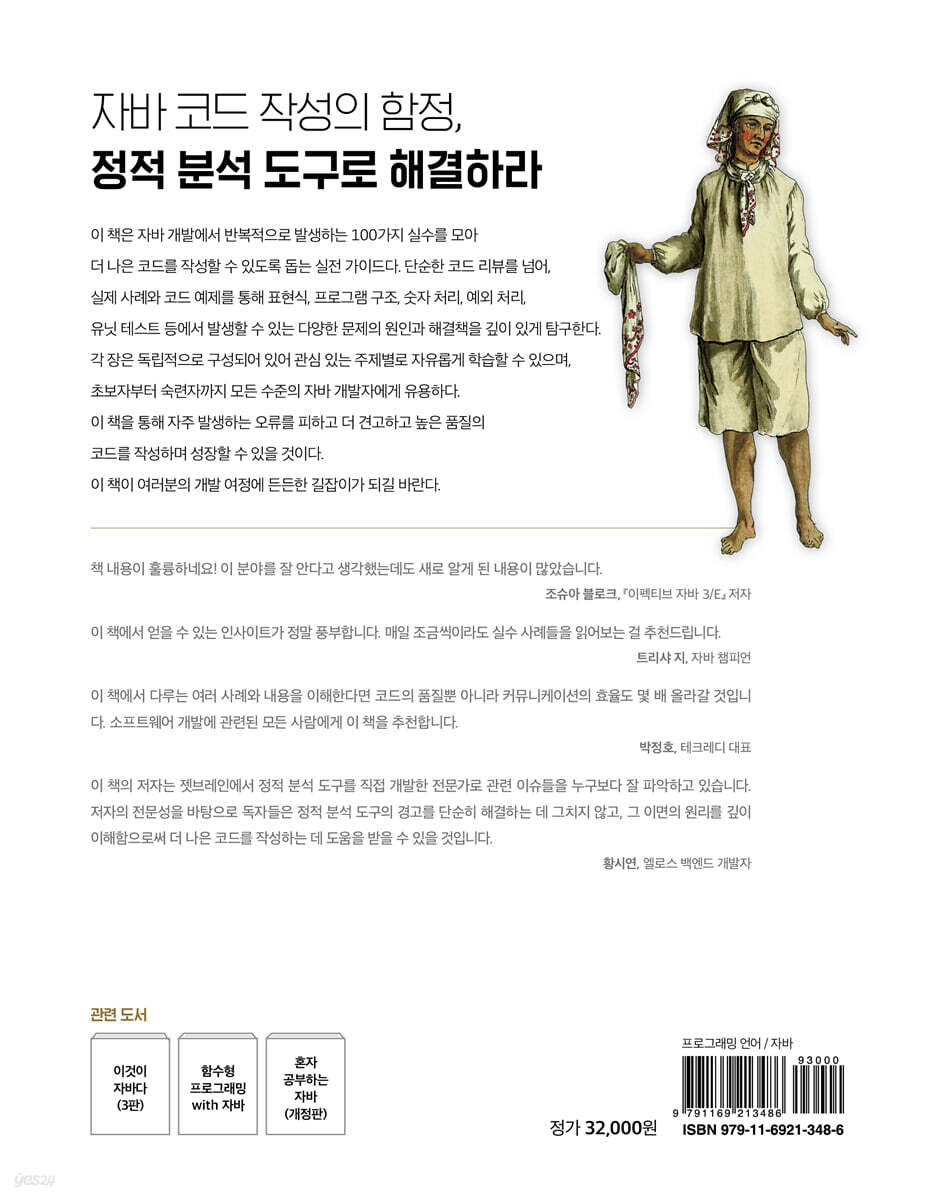 자바 코드 작성의 함정,
정적 분석 도구로 해결하라
이 책은 자바 개발에서 반복적으로 발생하는 100가지 실수를 모아
더 나은 코드를 작성할 수 있도록 돕는 실전 가이드다. 단순한 코드 리뷰를 넘어,
실제 사례와 코드 예제를 통해 표현식, 프로그램 구조, 숫자 처리, 예외 처리,
유닛 테스트 등에서 발생할 수 있는 다양한 문제의 원인과 해결책을 깊이 있게 탐구한다.
각 장은 독립적으로 구성되어 있어 관심 있는 주제별로 자유롭게 학습할 수 있으며,
초보자부터 숙련자까지 모든 수준의 자바 개발자에게 유용하다.
이 책을 통해 자주 발생하는 오류를 피하고 더 견고하고 높은 품질의
코드를 작성하며 성장할 수 있을 것이다.
이 책이 여러분의 개발 여정에 든든한 길잡이가 되길 바란다.
책 내용이 훌륭하네요! 이 분야를 잘 안다고 생각했는데도 새로 알게 된 내용이 많았습니다.
조슈아 블로크, 『이펙티브 자바 3/E』 저자
이 책에서 얻을 수 있는 인사이트가 정말 풍부합니다. 매일 조금씩이라도 실수 사례들을 읽어보는 걸 추천드립니다.
트리샤 지, 자바 챔피언
이 책에서 다루는 여러 사례와 내용을 이해한다면 코드의 품질뿐 아니라 커뮤니케이션의 효율도 몇 배 올라갈 것입니
다. 소프트웨어 개발에 관련된 모든 사람에게 이 책을 추천합니다.
박정호, 테크레디 대표
이 책의 저자는 젯브레인에서 정적 분석 도구를 직접 개발한 전문가로 관련 이슈들을 누구보다 잘 파악하고 있습니다.
저자의 전문성을 바탕으로 독자들은 정적 분석 도구의 경고를 단순히 해결하는 데 그치지 않고, 그 이면의 원리를 깊이
이해함으로써 더 나은 코드를 작성하는 데 도움을 받을 수 있을 것입니다.
황시연, 엘로스 백엔드 개발자
관련 도서
이것이
자바다
(3판)
함수형
프로그래밍
with 자바
혼자
공부하는
자바
(개정판)
정가 32,000원
프로그래밍 언어 / 자바
93000
9 791169 213486
ISBN 979-11-6921-348-6
yes24